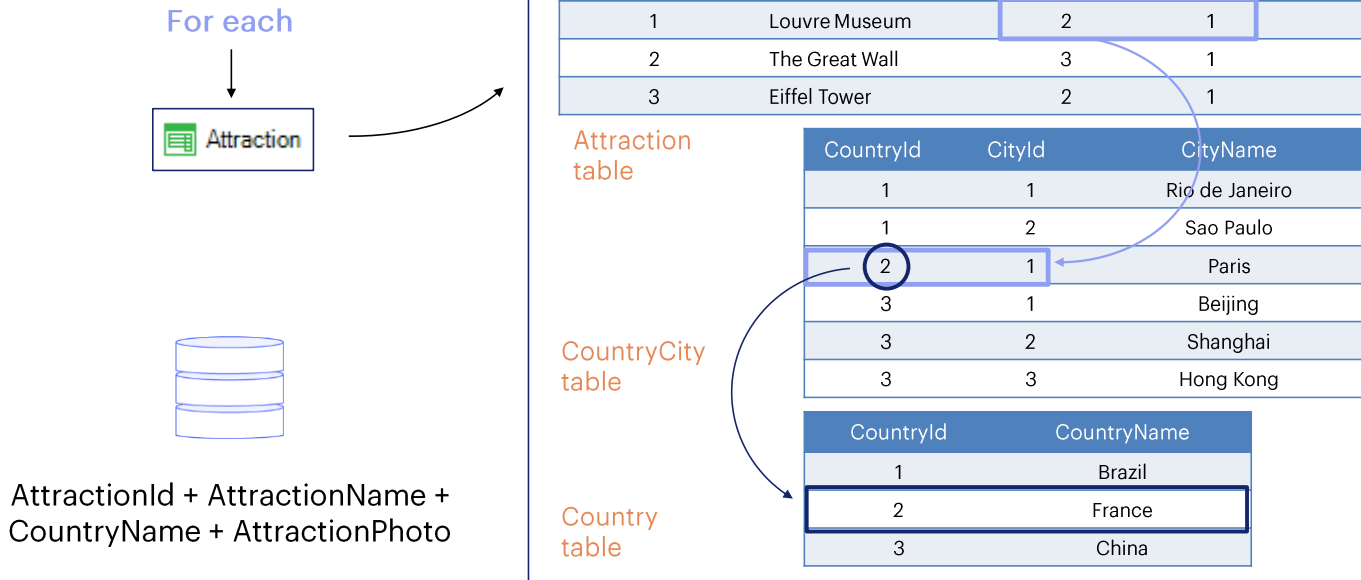 For each
Attraction
AttractionId + AttractionName +
CountryName + AttractionPhoto
1 Louvre Museum 2 1
2 The Great Wall 3 1
3 Eiffel Tower 2 1
Attraction
table
CountryId CityId CityName
1 1 Rio de Janeiro
1 2 Sao Paulo
2 1 Paris
3 1 Beijing
3 2 Shanghai
3 3 Hong Kong
CountryCity
table
CountryId CountryName
1 Brazil
2 France
3 China
Country
table